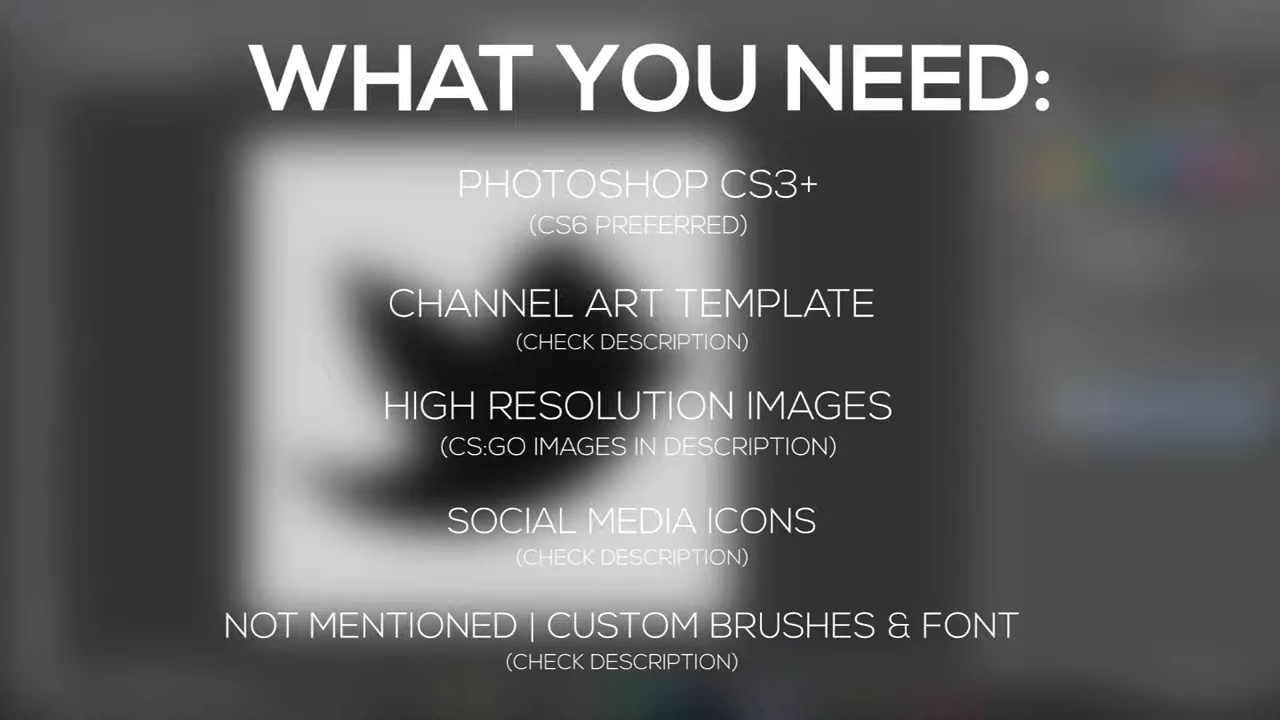 WHAT YOU NEED:
PHOTOSHOP CS3+
(CS6 PREFERRED)
CHANNEL ART TEMPLATE
(CHECK DESCRIPTION)
HIGH RESOLUTION IMAGES
(CS:GO IMAGES IN DESCRIPTION)
SOCIAL MEDIA ICONS
(CHECK DESCRIPTION)
NOT MENTIONED | CUSTOM BRUSHES & FONT
(CHECK DESCRIPTION)